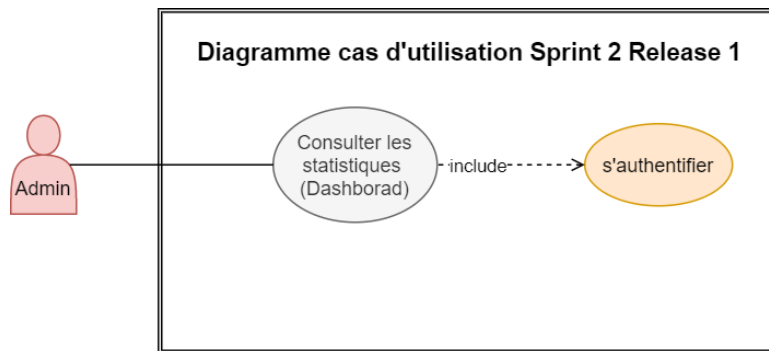 Diagramme cas d'utilisation Sprint 2 Release 1
Consulter les
statistiques
(Dashborad)
include
s'authentifier
Admin